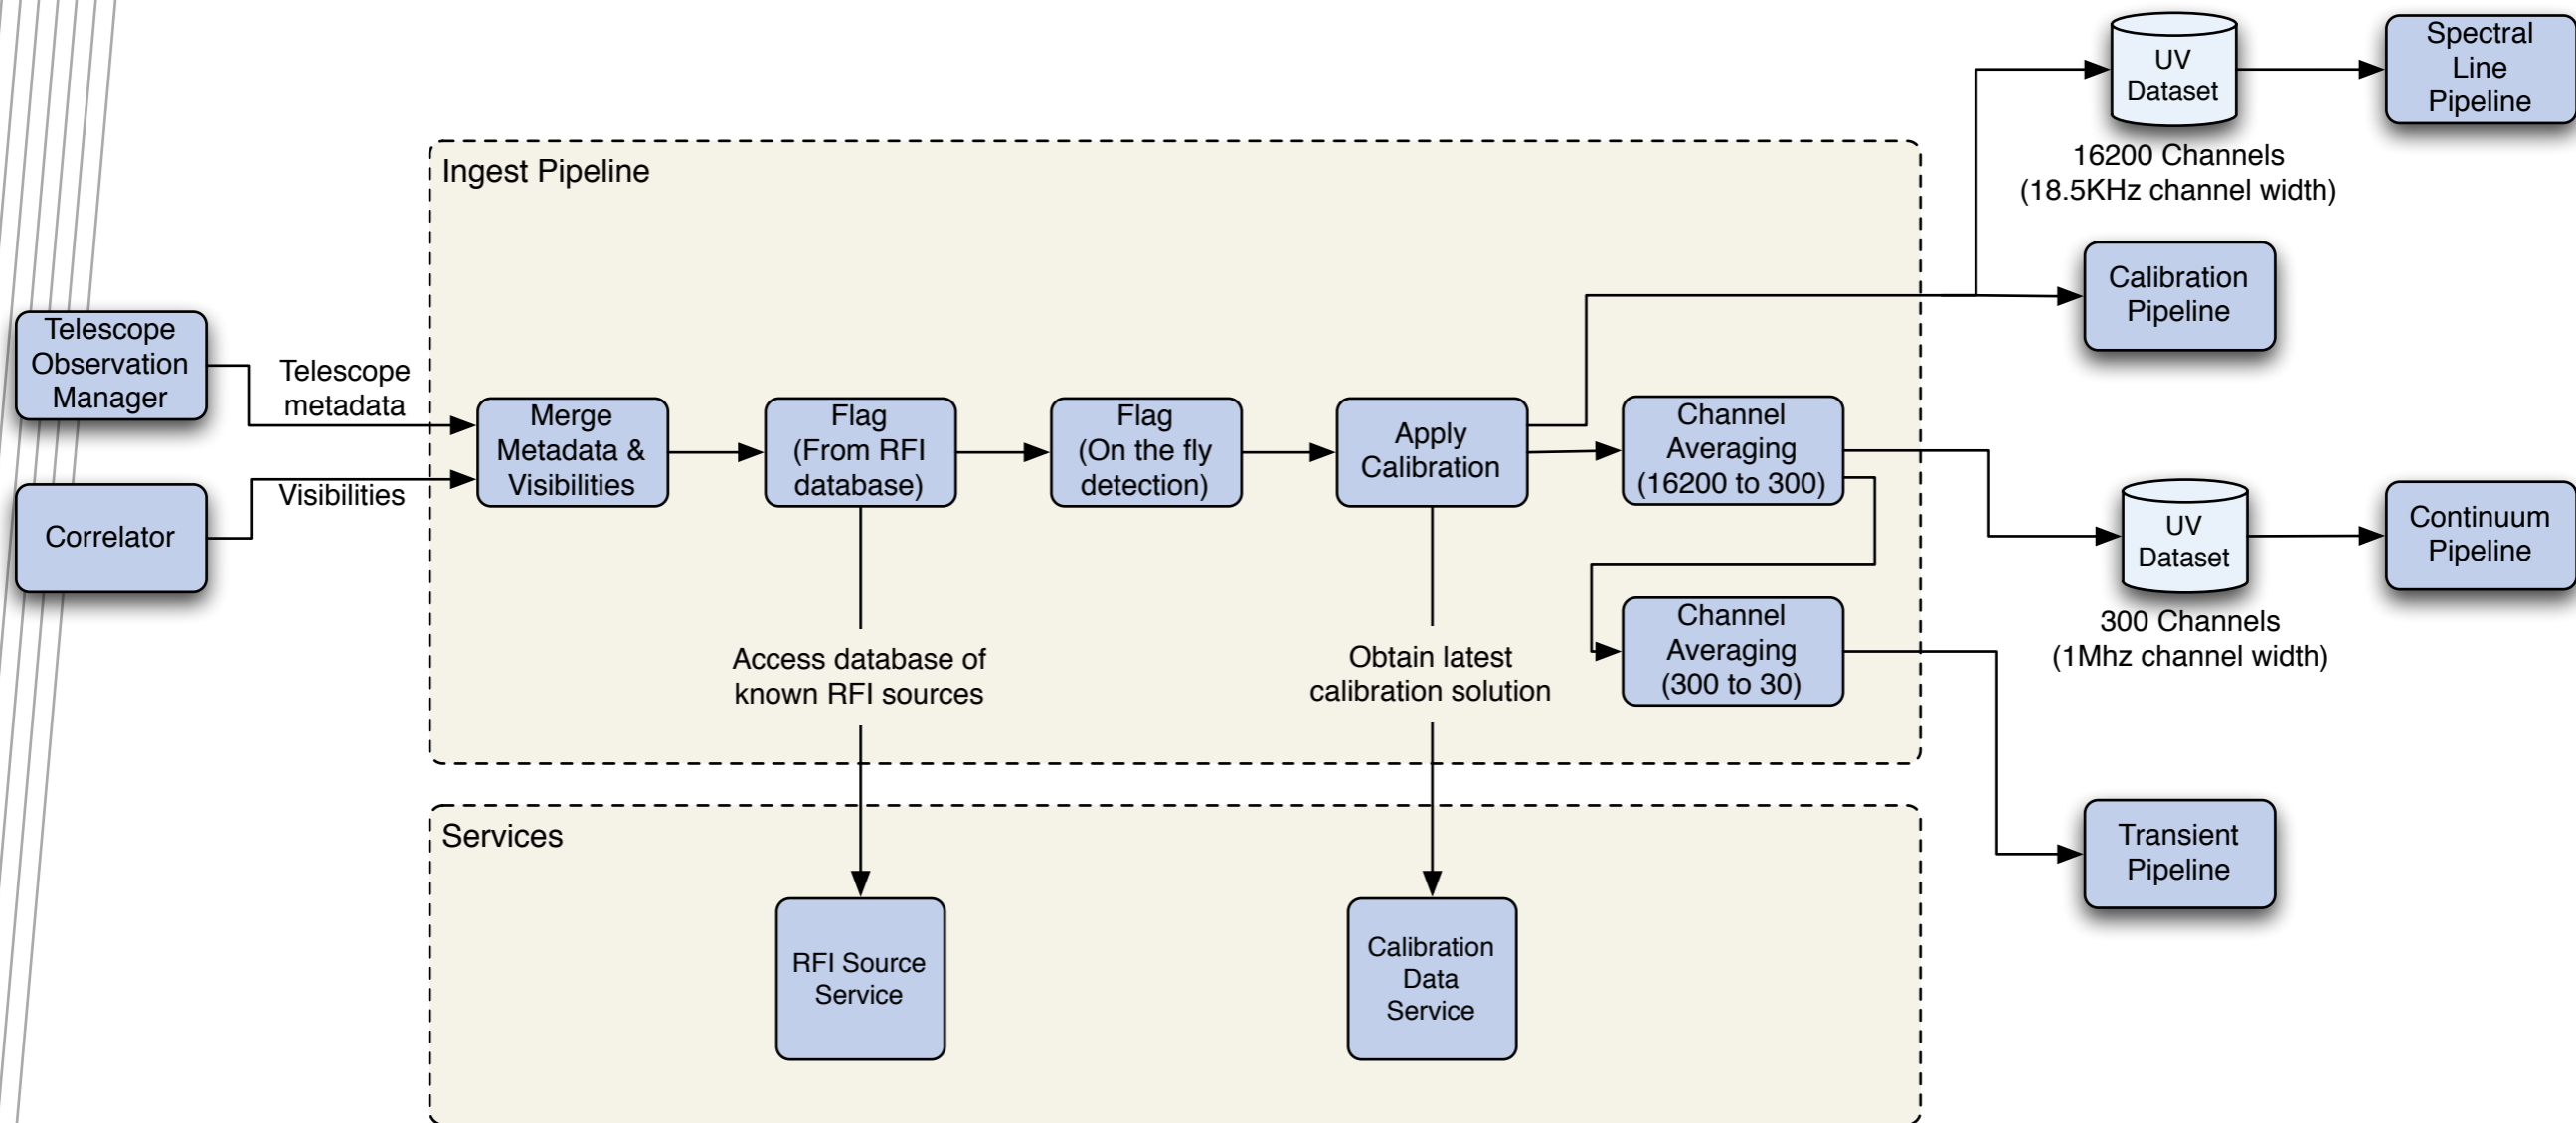 Spectral
Line
Pipeline
UV
Dataset
16200 Channels
(18.5KHz channel width)
Ingest Pipeline
Calibration
Pipeline
Telescope
Observation
Manager
Telescope
metadata
Correlator
Visibilities
Merge
Metadata &
Visibilities
Flag
(From RFI
database)
Flag
(On the fly
detection)
Apply
Calibration
Channel
Averaging
(16200 to 300)
UV
Dataset
300 Channels
(1Mhz channel width)
Continuum
Pipeline
Access database of
known RFI sources
Obtain latest
calibration solution
Channel
Averaging
(300 to 30)
Transient
Pipeline
Services
RFI Source
Service
Calibration
Data
Service